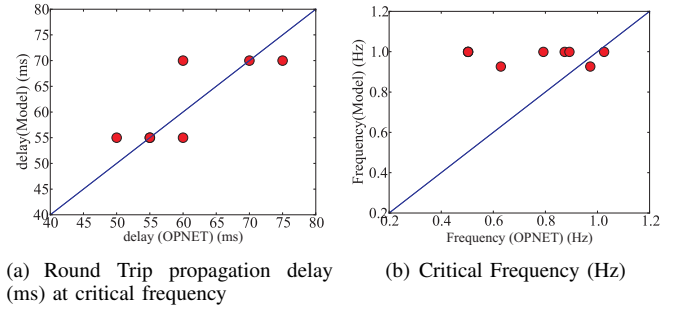 80
75
70
65
60
55
50
45
40
40 45 50 55 60 65 70 75 80
delay(Model) (ms)
delay (OPNET) (ms)
(a) Round Trip propagation delay
(ms) at critical frequency
1.2
1.0
0.8
0.6
0.4
0.2
0.2 0.4 0.6 0.8 1.0 1.2
Frequency(Model) (Hz)
Frequency (OPNET) (Hz)
(b) Critical Frequency (Hz)